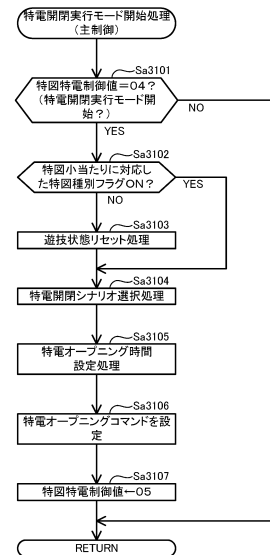 特電開閉実行モード開始処理
(主制御)
Sa3101
特図特電制御値＝04?
(特電開閉実行モード開
始?)
NO
YES
Sa3102
特図小当たりに対応し
た特図種別フラグON?
YES
NO
Sa3103
遊技状態リセット処理
Sa3104
特電開閉シナリオ選択処理
Sa3105
特電オープニング時間
設定処理
Sa3106
特電オープニングコマンドを設
定
Sa3107
特図特電制御値←05
RETURN